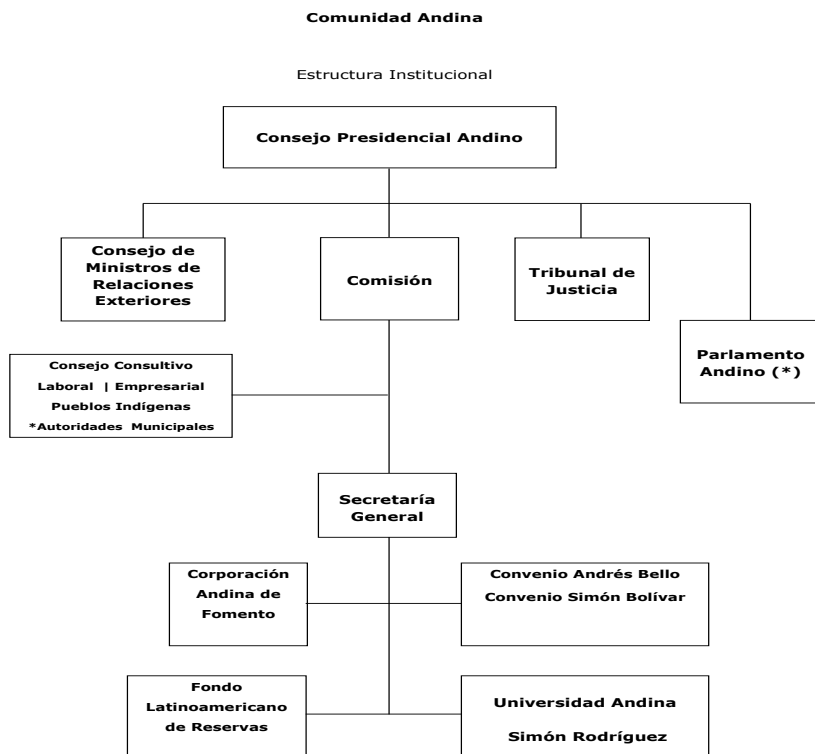 Comunidad Andina
Estructura Institucional
Consejo Presidencial Andino
Consejo de
Ministros de
Relaciones
Exteriores
Comisión
Tribunal de
Justicia
Parlamento
Andino (*)
Consejo Consultivo
Laboral | Empresarial
Pueblos Indígenas
*Autoridades Municipales
Secretaría
General
Corporación
Andina de
Fomento
Convenio Andrés Bello
Convenio Simón Bolívar
Fondo
Latinoamericano
de Reservas
Universidad Andina
Simón Rodríguez